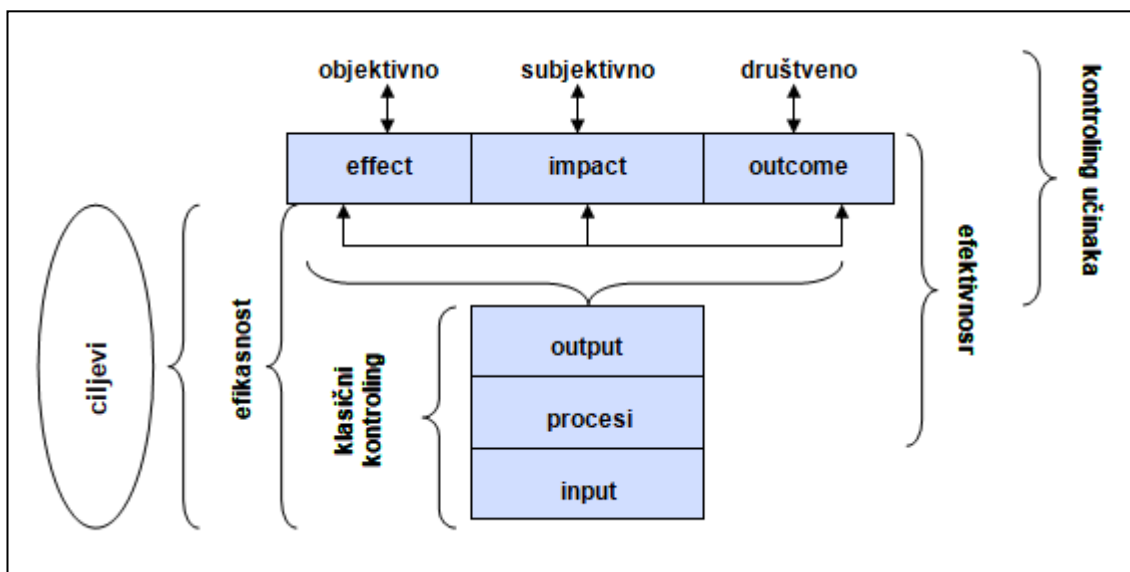 objektivno subjektivno društveno
effect impact outcome
kontroling učinaka
efektivnosr
ciljevi
efikasnost
klasični
kontroling
output
procesi
input